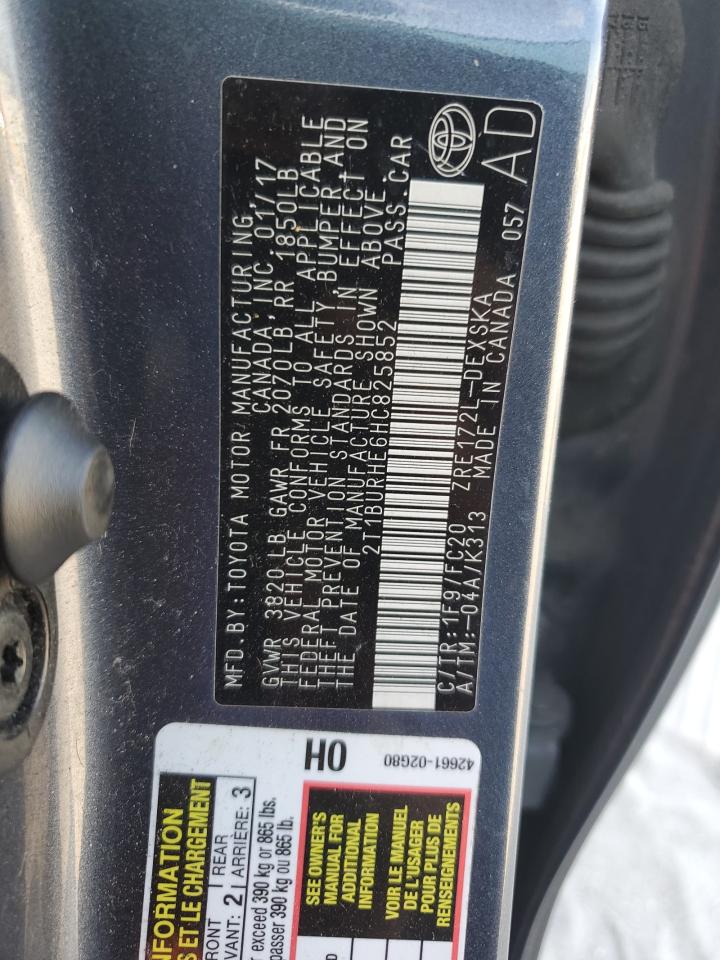 MFD.BY:TOYOTA MOTOR MANUFACTURING,
CANADA,INC. 01/17
GVWR 3820LB GAWR FR 2070LB RR 1850LB
THIS VEHICLE CONFORMS TO ALL APPLICABLE
FEDERAL MOTOR VEHICLE SAFETY, BUMPER,AND
THEFT PREVENTION STANDARDS IN EFFECT ON
THE DATE OF MANUFACTURE SHOWN ABOVE.
2T1BURHE6HC825852 PASS.CAR
C/TR:1F9/FC20 ZRE172L-DEXSKA
A/TM:-04A/K313 MADE IN CANADA 057 AD
NFORMATION
S ET LE CHARGEMENT
RONT
AVANT: 2
REAR
ARRIÈRE: 3
exceed 390 kg or 865 lbs.
passer 390 kg ou 865 lb.
0H
42661-02G80
SEE OWNER'S
MANUAL FOR
ADDITIONAL
INFORMATION
VOIR LE MANUEL
DE L'USAGER
POUR PLUS DE
RENSEIGNEMENTS